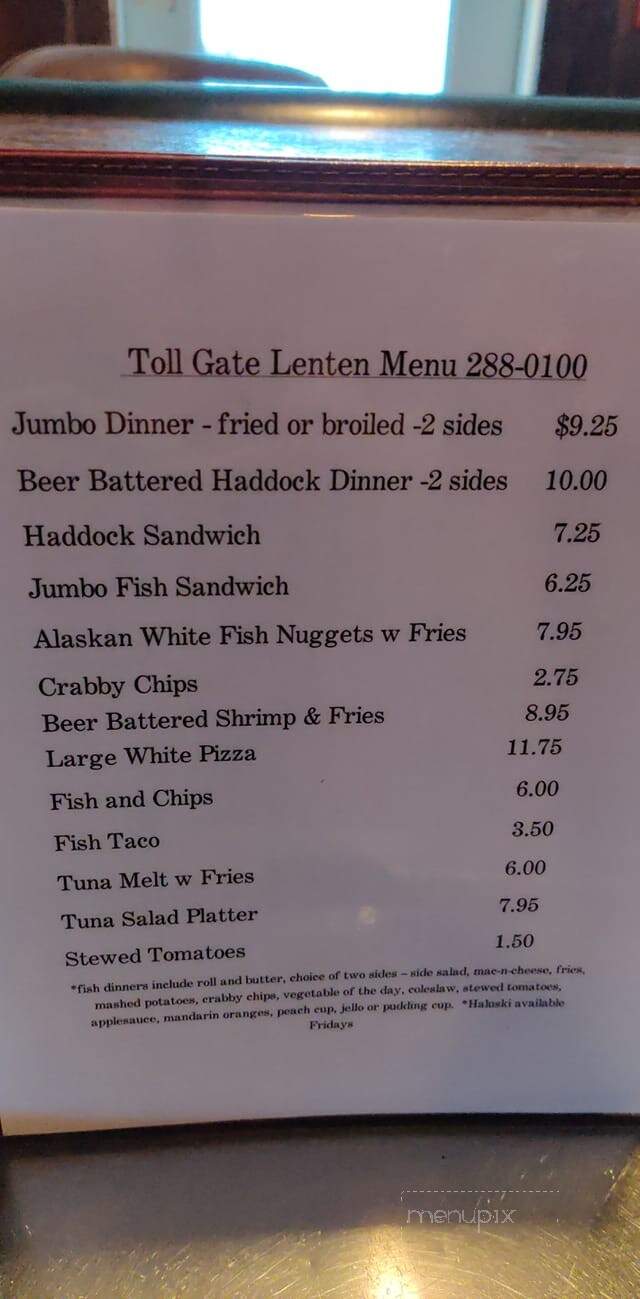 Toll Gate Lenten Menu 288-0100
Jumbo Dinner - fried or broiled -2 sides $9.25
Beer Battered Haddock Dinner -2 sides 10.00
Haddock Sandwich 7.25
Jumbo Fish Sandwich 6.25
Alaskan White Fish Nuggets w Fries 7.95
Crabby Chips 2.75
Beer Battered Shrimp & Fries 8.95
Large White Pizza 11.75
Fish and Chips 6.00
Fish Taco 3.50
Tuna Melt w Fries 6.00
Tuna Salad Platter 7.95
Stewed Tomatoes 1.50
*fish dinners include roll and butter, choice of two sides – side salad, mac-n-cheese, fries,
mashed potatoes, crabby chips, vegetable of the day, coleslaw, stewed tomatoes,
applesauce, mandarin oranges, peach cup, jello or pudding cup. *Haluski available
Fridays
menupix